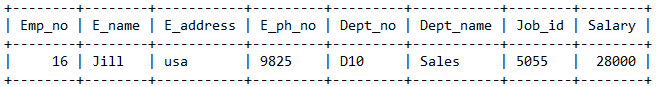 +--------+--------+-----------+---------+---------+-----------+--------+--------+
| Emp_no | E_name | E_address | E_ph_no | Dept_no | Dept_name | Job_id | Salary |
+--------+--------+-----------+---------+---------+-----------+--------+--------+
|     16 | Jill   | usa       | 9825    | D10     | Sales     | 5055   |  28000 |
+--------+--------+-----------+---------+---------+-----------+--------+--------+